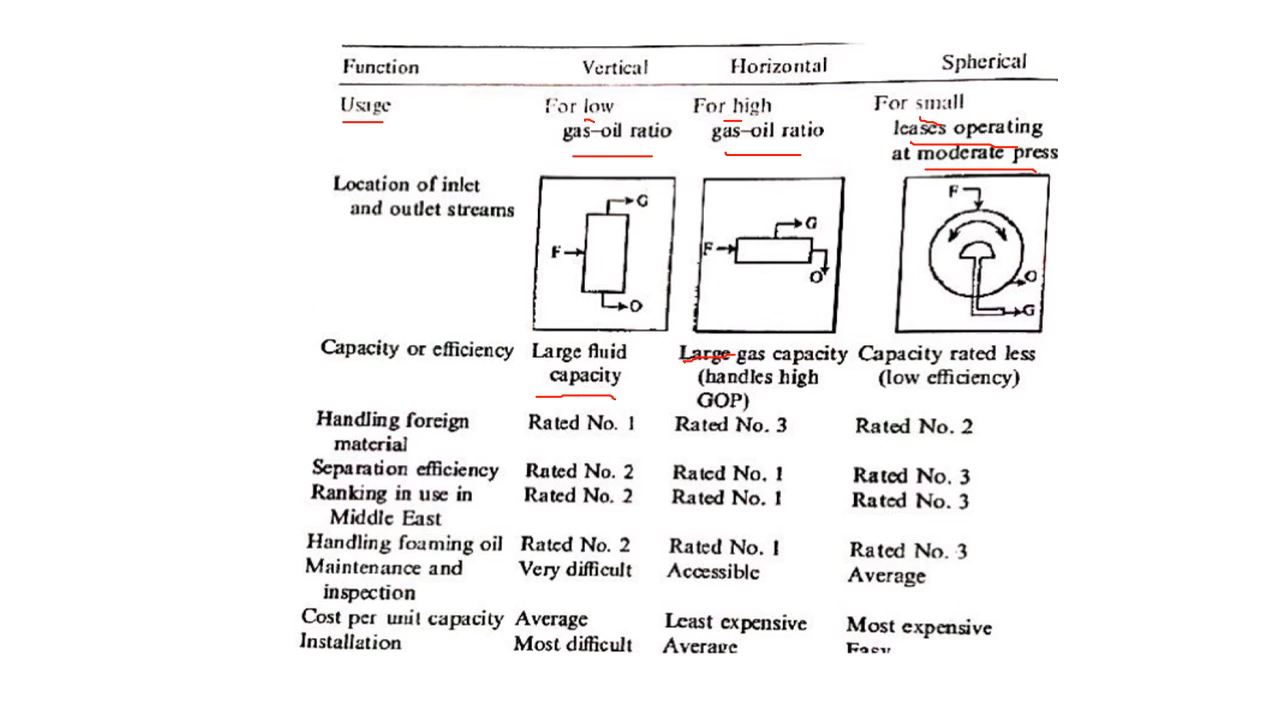 Function Vertical Horizontal Spherical
Usage For low For high For small
gas–oil ratio gas–oil ratio leases operating
at moderate press
Location of inlet
and outlet streams
G
F
O
G
F
O
F
O
G
Capacity or efficiency Large fluid Large gas capacity Capacity rated less
capacity (handles high (low efficiency)
GOP)
Handling foreign Rated No. 1 Rated No. 3 Rated No. 2
material
Separation efficiency Rated No. 2 Rated No. 1 Rated No. 3
Ranking in use in Rated No. 2 Rated No. 1 Rated No. 3
Middle East
Handling foaming oil Rated No. 2 Rated No. 1 Rated No. 3
Maintenance and Very difficult Accessible Average
inspection
Cost per unit capacity Average Least expensive Most expensive
Installation Most difficult Average Easy